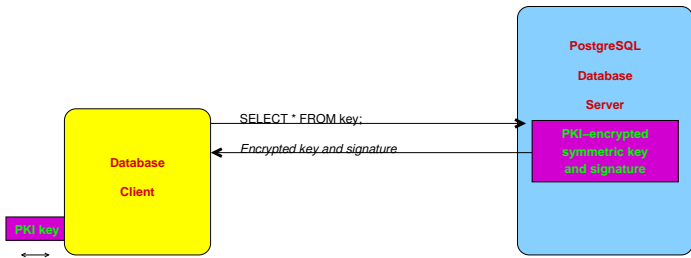 PostgreSQL
Database
Server
SELECT * FROM key;
PKI–encrypted
symmetric key
and signature
Encrypted key and signature
Database
Client
PKI key